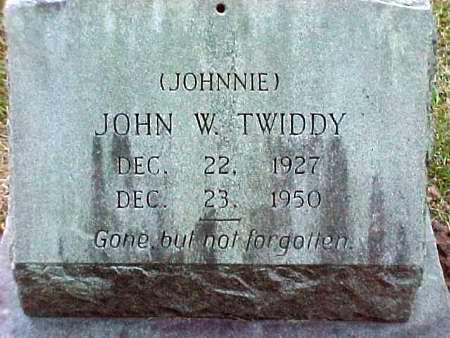 (JOHNNIE)
JOHN W. TWIDDY
DEC. 22, 1927
DEC. 23, 1950
Gone, but not forgotten.